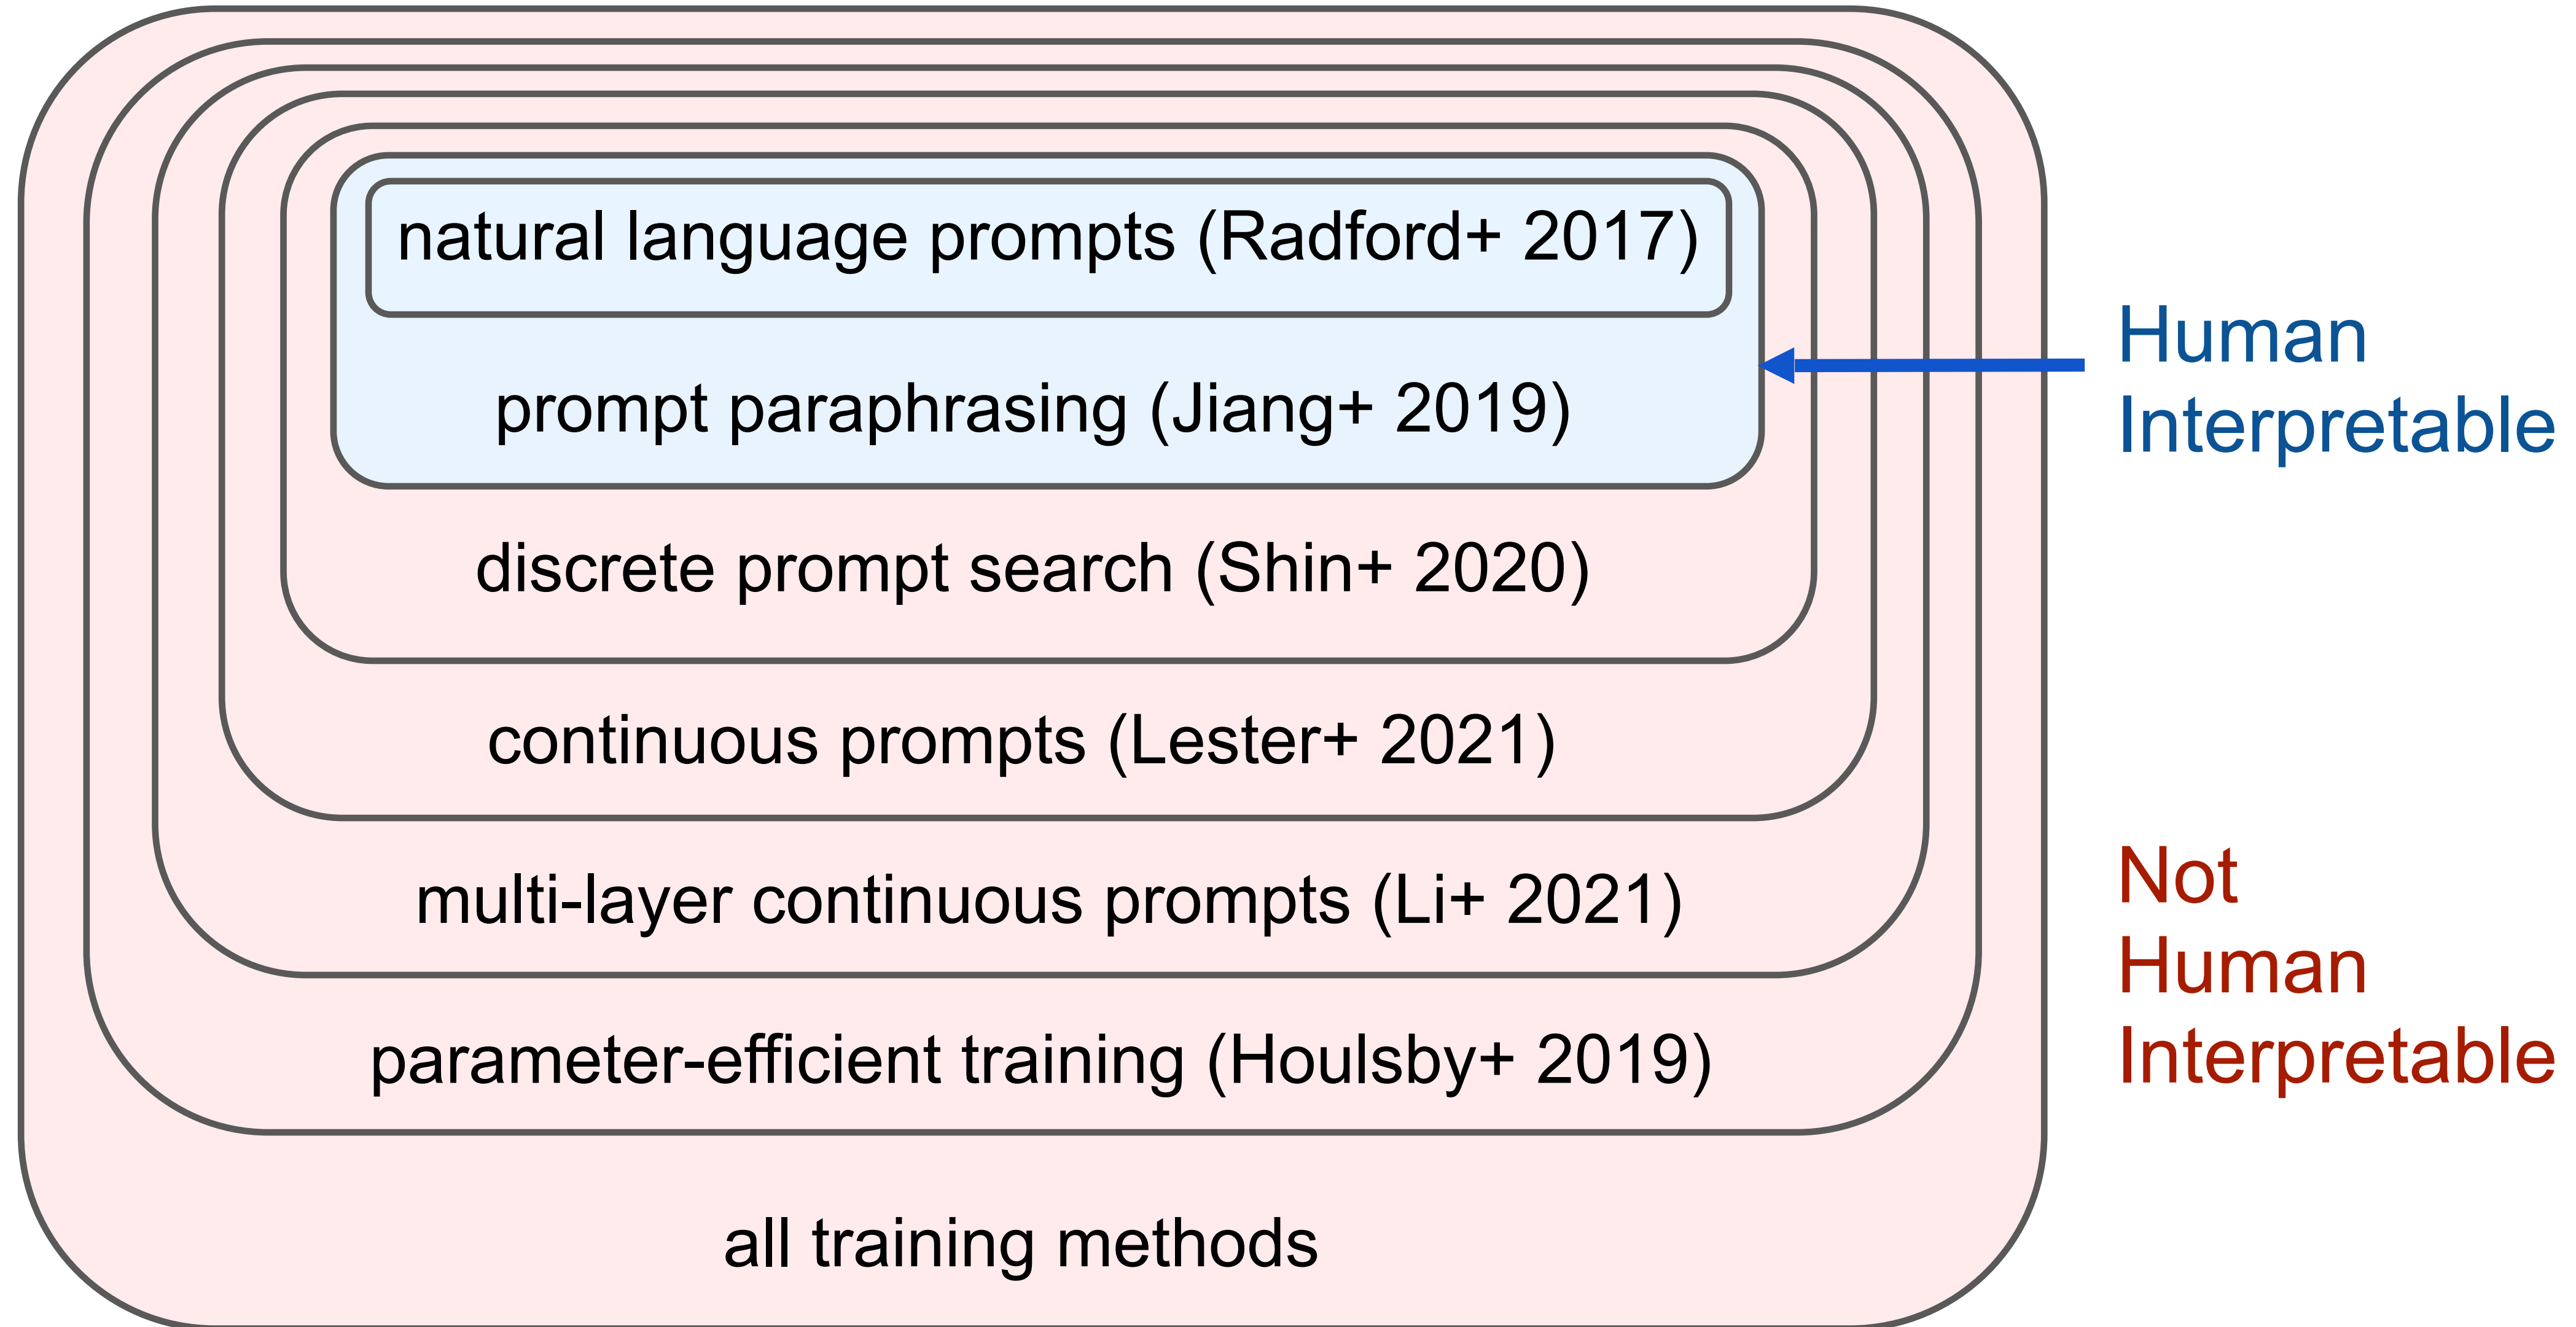 natural language prompts (Radford+ 2017)
prompt paraphrasing (Jiang+ 2019)
discrete prompt search (Shin+ 2020)
continuous prompts (Lester+ 2021)
multi-layer continuous prompts (Li+ 2021)
parameter-efficient training (Houlsby+ 2019)
all training methods
Human
Interpretable
Not
Human
Interpretable